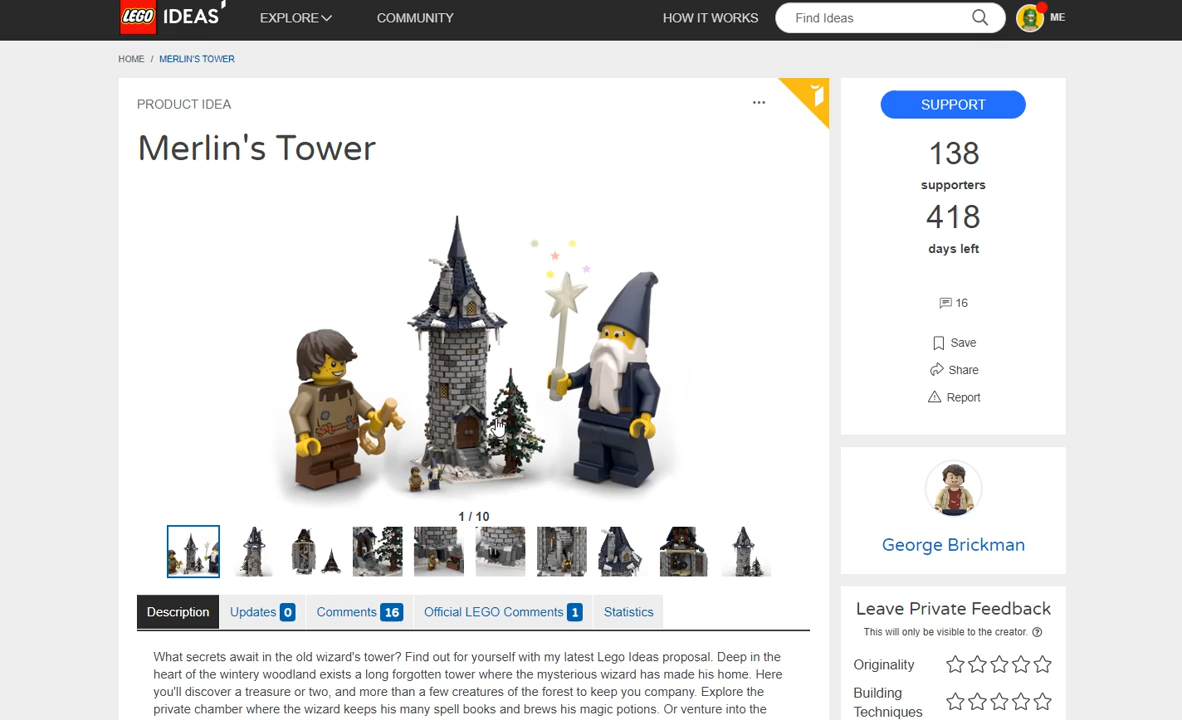 LEGO IDEAS EXPLORE COMMUNITY HOW IT WORKS Find Ideas ME
HOME / MERLIN'S TOWER
PRODUCT IDEA ...
Merlin's Tower
SUPPORT
138
supporters
418
days left
16
Save
Share
Report
George Brickman
1 / 10
Description Updates 0 Comments 16 Official LEGO Comments 1 Statistics
What secrets await in the old wizard's tower? Find out for yourself with my latest Lego Ideas proposal. Deep in the
heart of the wintery woodland exists a long forgotten tower where the mysterious wizard has made his home. Here
you'll discover a treasure or two, and more than a few creatures of the forest to keep you company. Explore the
private chamber where the wizard keeps his many spell books and brews his magic potions. Or venture into the
Leave Private Feedback
This will only be visible to the creator. ?
Originality
Building
Techniques